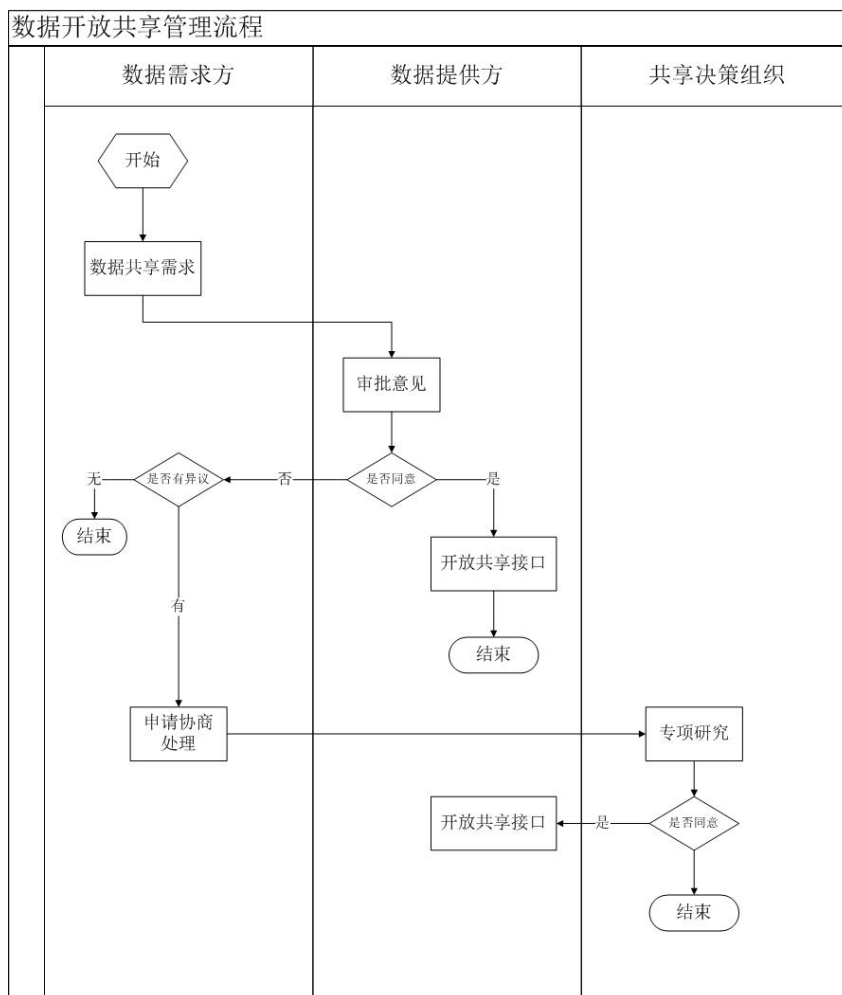 数据开放共享管理流程
数据需求方
数据提供方
共享决策组织
开始
数据共享需求
审批意见
无
是否有异议
否
是否同意
是
结束
开放共享接口
有
结束
申请协商
处理
专项研究
开放共享接口
是
是否同意
结束